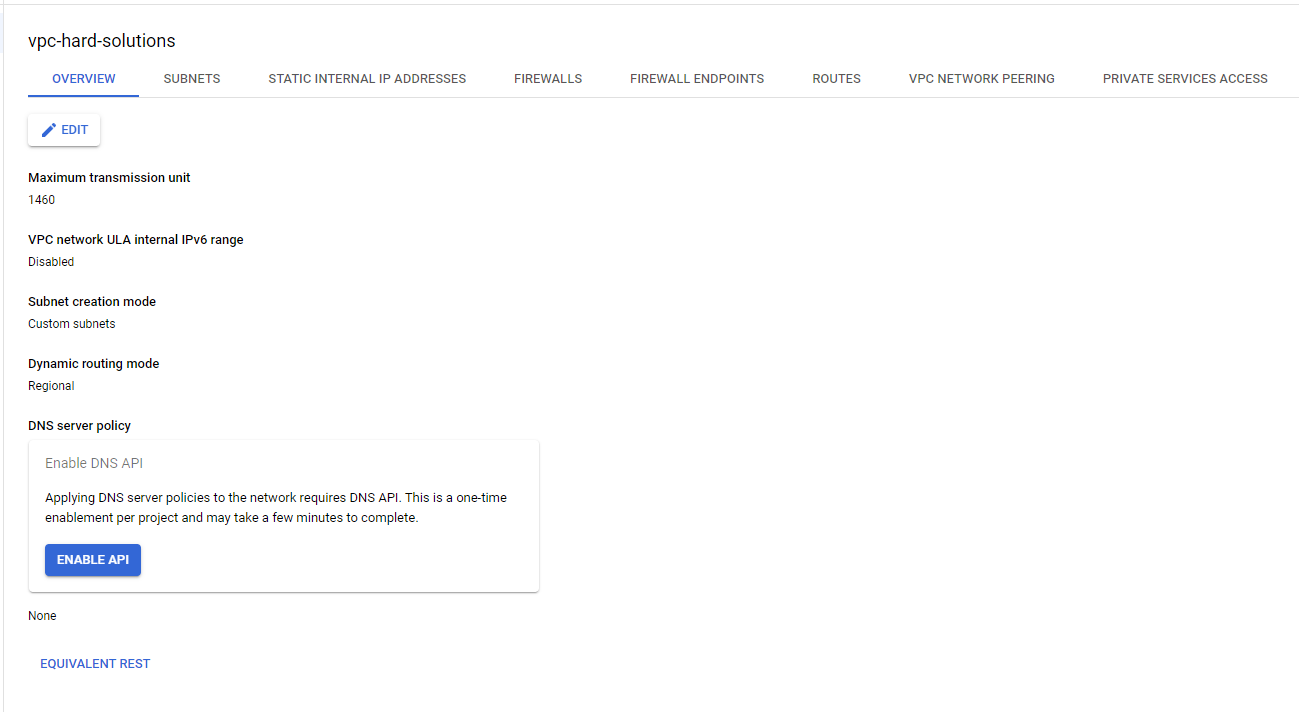 vpc-hard-solutions
OVERVIEW SUBNETS STATIC INTERNAL IP ADDRESSES FIREWALLS FIREWALL ENDPOINTS ROUTES VPC NETWORK PEERING PRIVATE SERVICES ACCESS
EDIT
Maximum transmission unit
1460
VPC network ULA internal IPv6 range
Disabled
Subnet creation mode
Custom subnets
Dynamic routing mode
Regional
DNS server policy
Enable DNS API
Applying DNS server policies to the network requires DNS API. This is a one-time
enablement per project and may take a few minutes to complete.
ENABLE API
None
EQUIVALENT REST